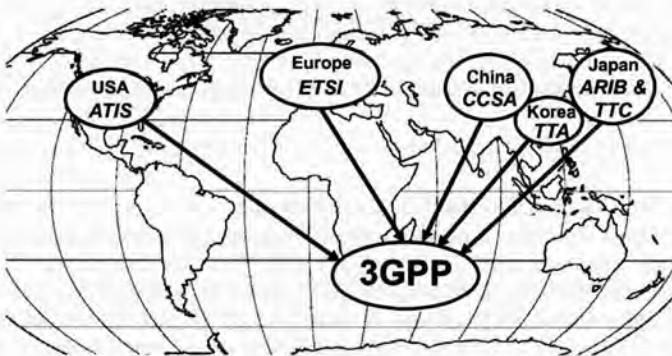 USA
ATIS
Europe
ETSI
China
CCSA
Korea
TTA
Japan
ARIB &
TTC
3GPP